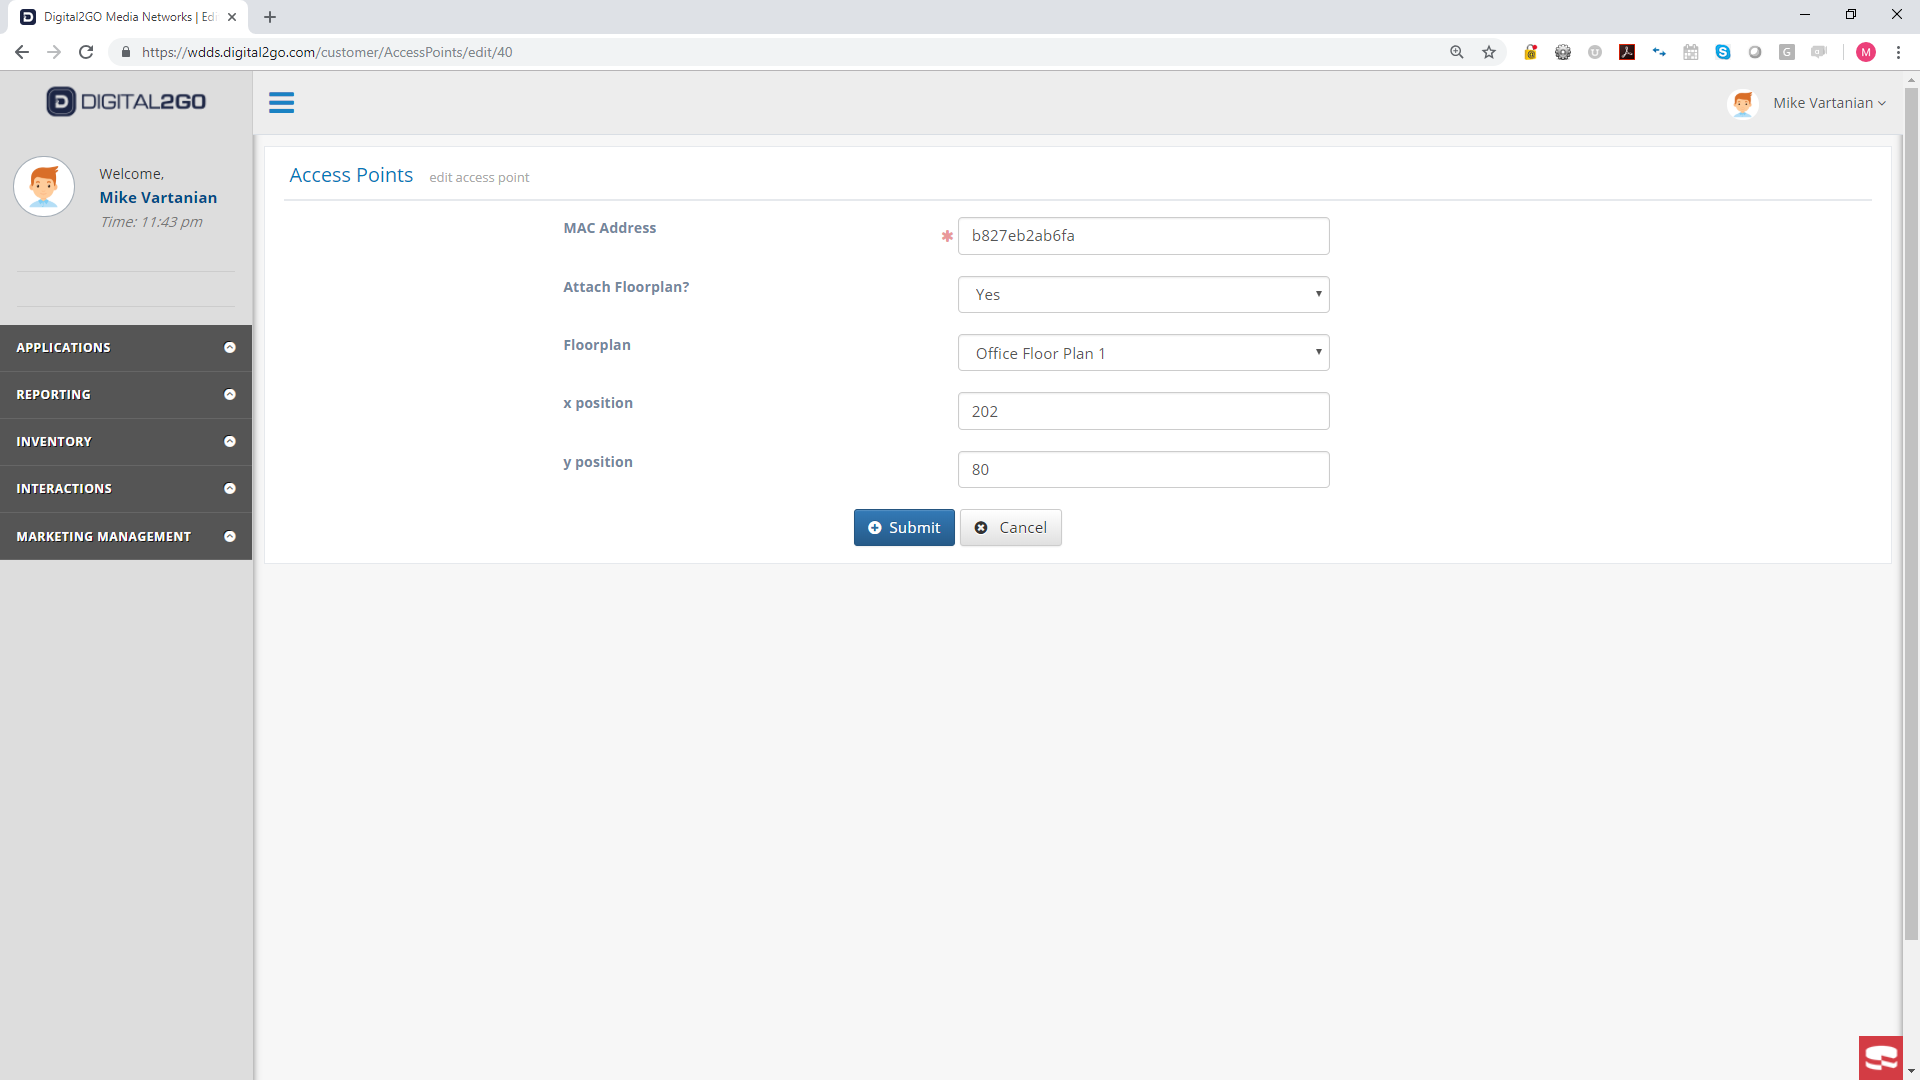 Digital2GO Media Networks | Edi
https://wdds.digital2go.com/customer/AccessPoints/edit/40
M
DIGITAL2GO
Mike Vartanian
Welcome,
Mike Vartanian
Time: 11:43 pm
APPLICATIONS
REPORTING
INVENTORY
INTERACTIONS
MARKETING MANAGEMENT
Access Points edit access point
MAC Address
b827eb2ab6fa
Attach Floorplan?
Yes
Floorplan
Office Floor Plan 1
x position
202
y position
80
Submit
Cancel